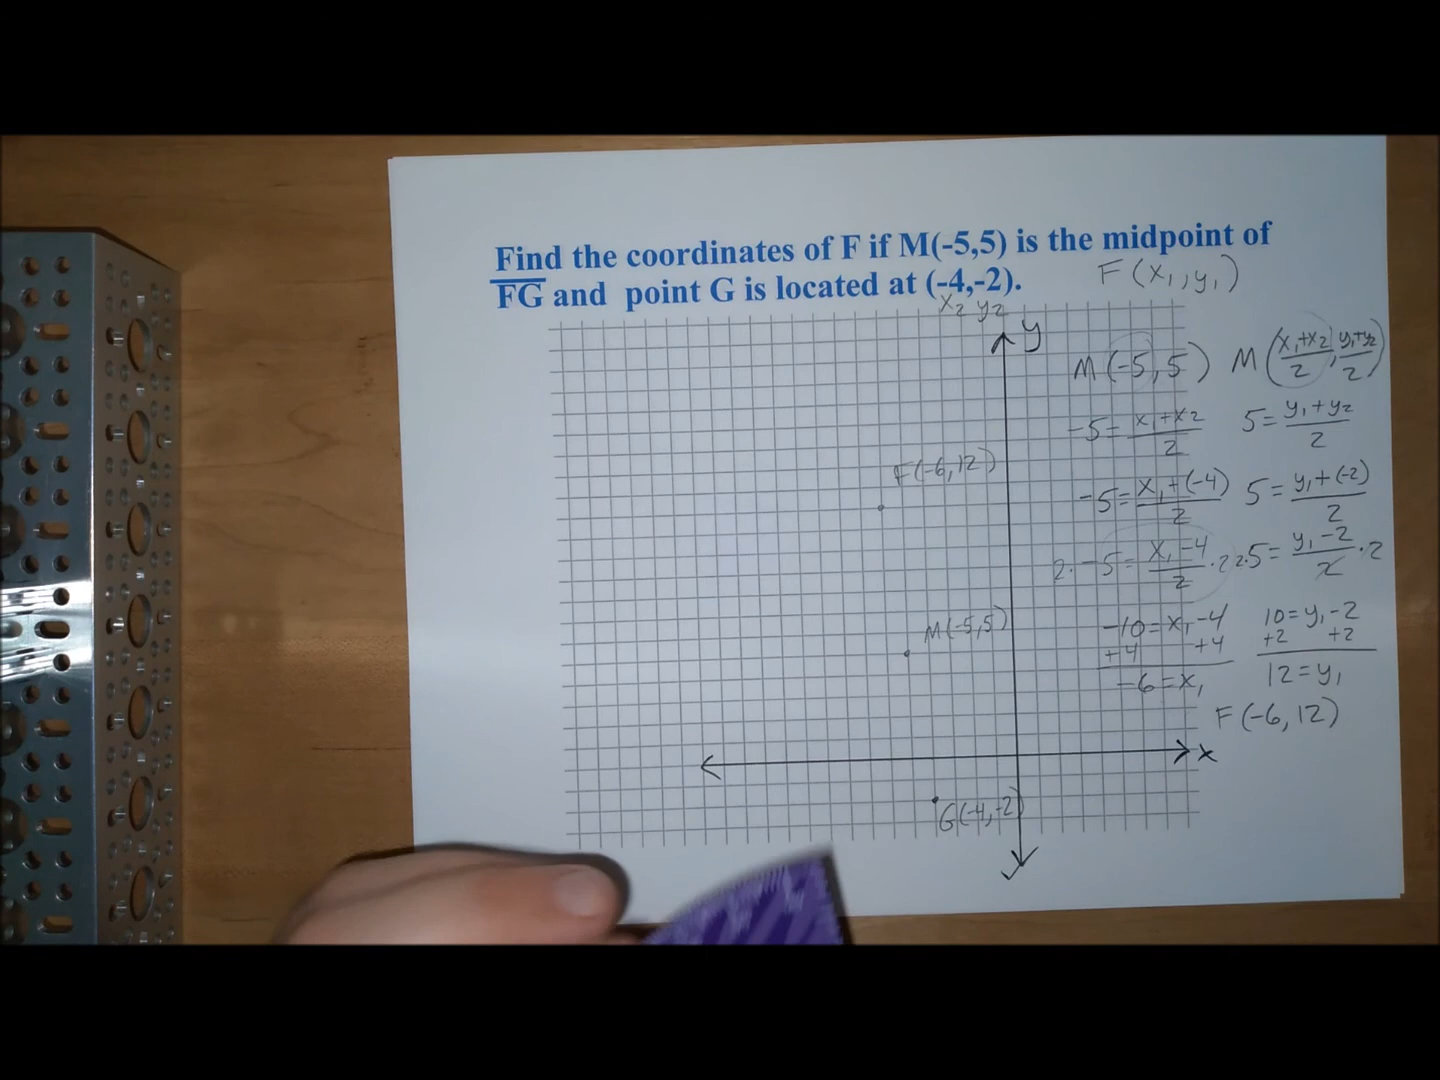 Find the coordinates of F if M(-5,5) is the midpoint of
FG and point G is located at (-4,-2).
F(x₁,y₁)
x₂ y₂
y
M(-5,5) M(x₁+x₂/2, y₁+y₂/2)
-5=x₁+x₂/2 5=y₁+y₂/2
F(-6,12)
-5=x₁+(-4)/2 5=y₁+(-2)/2
2·-5=x₁-4/2·2 2·5=y₁-2/2·2
M(-5,5)
-10=x₁-4 10=y₁-2
+4 +4 +2 +2
-6=x₁ 12=y₁
F(-6,12)
x
G(-4,-2)